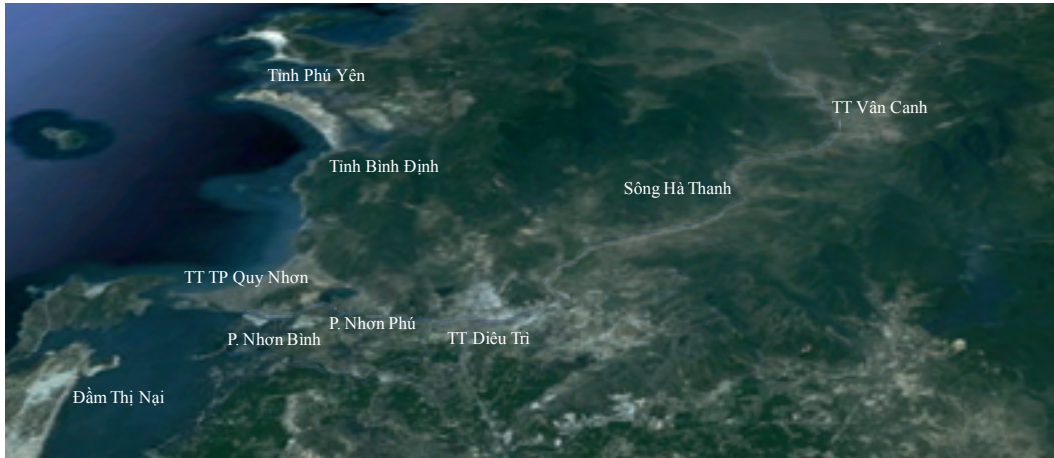 Tỉnh Phú Yên
TT Vân Canh
Tỉnh Bình Định
Sông Hà Thanh
TT TP Quy Nhơn
P. Nhơn Phú
P. Nhơn Bình
TT Diêu Trì
Đầm Thị Nại